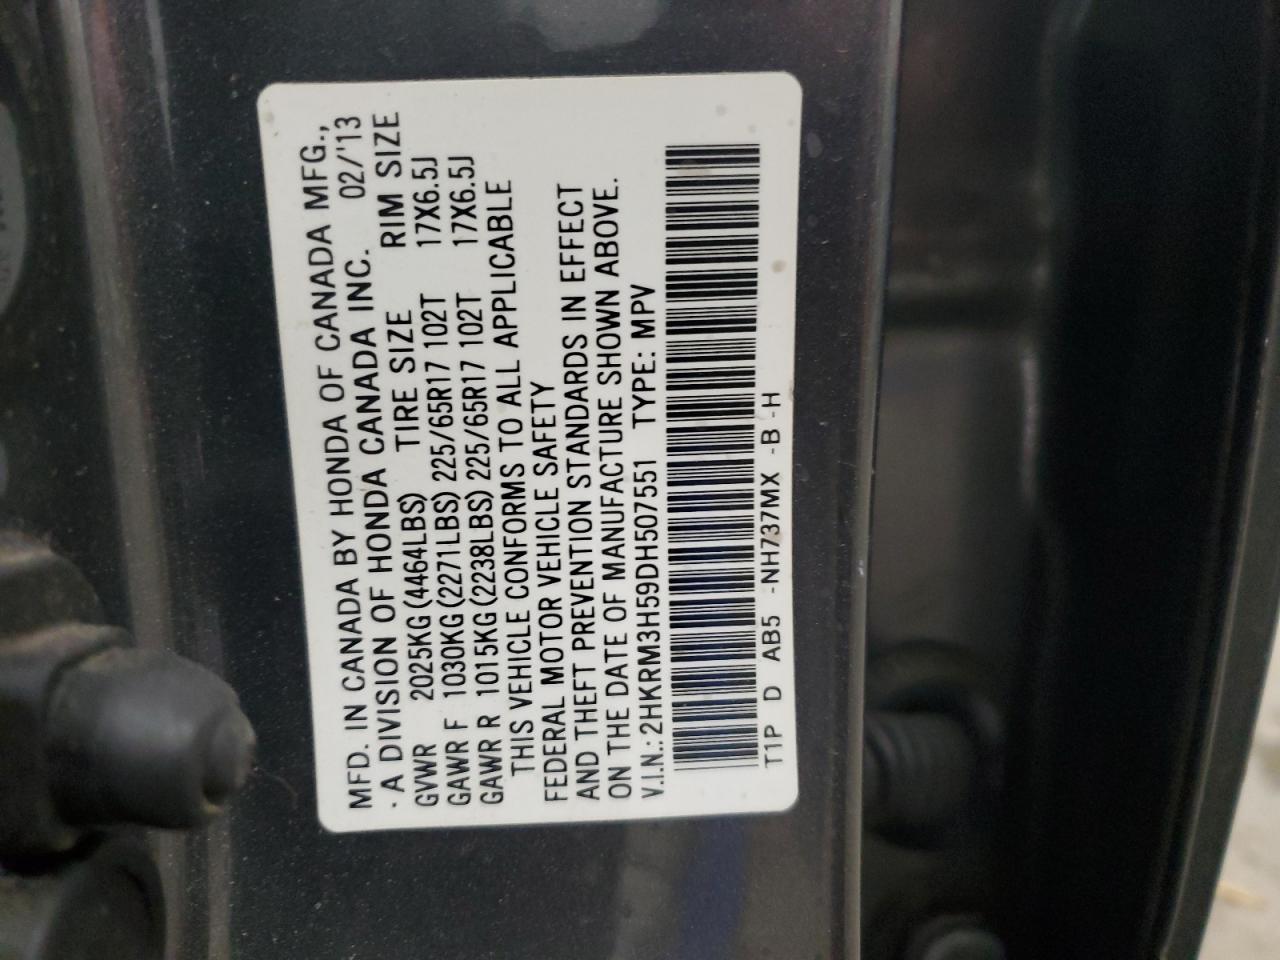 MFD. IN CANADA BY HONDA OF CANADA MFG.,
· A DIVISION OF HONDA CANADA INC. 02/'13
GVWR 2025KG(4464LBS) TIRE SIZE RIM SIZE
GAWR F 1030KG(2271LBS) 225/65R17 102T 17X6.5J
GAWR R 1015KG(2238LBS) 225/65R17 102T 17X6.5J
THIS VEHICLE CONFORMS TO ALL APPLICABLE
FEDERAL MOTOR VEHICLE SAFETY
AND THEFT PREVENTION STANDARDS IN EFFECT
ON THE DATE OF MANUFACTURE SHOWN ABOVE.
V.I.N.: 2HKRM3H59DH507551 TYPE: MPV
T1P D AB5 -NH737MX -B -H